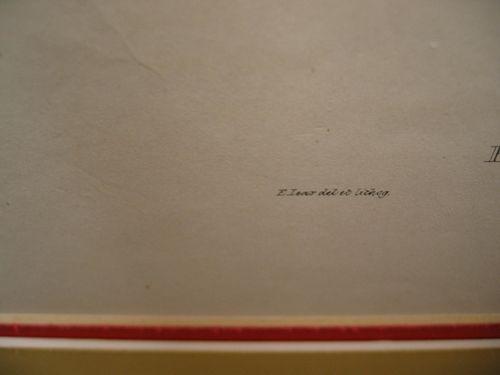 E. Lear del et lithog.